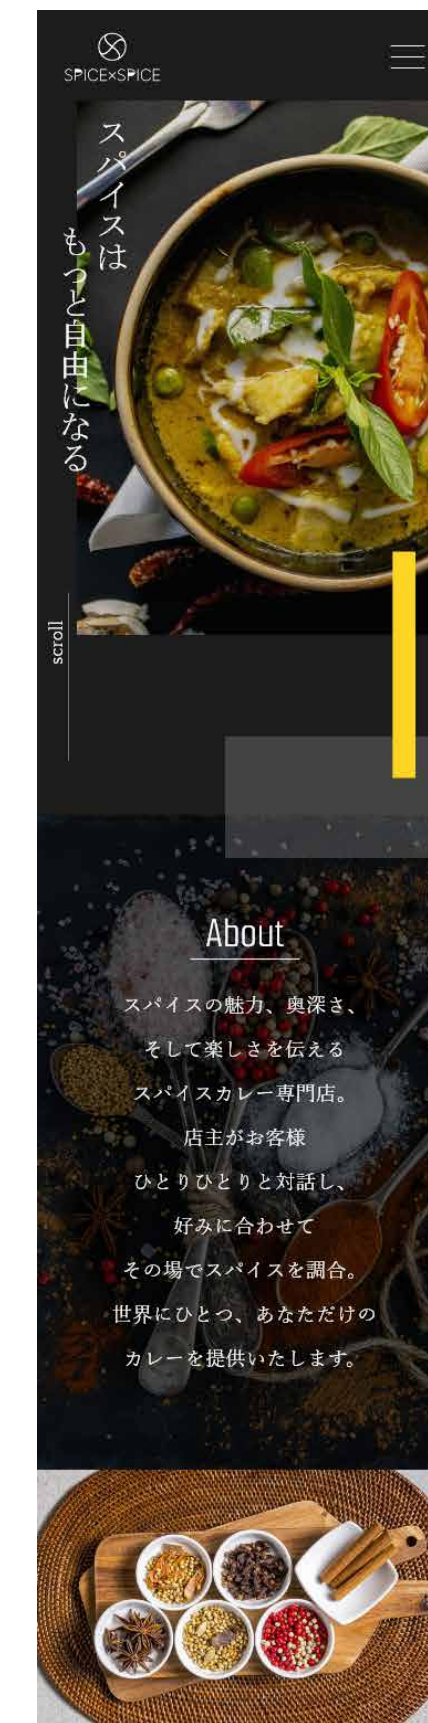 SPICE×SPICE
スパイスは
もっと自由になる
scroll
About
スパイスの魅力、奥深さ、
そして楽しさを伝える
スパイスカレー専門店。
店主がお客様
ひとりひとりと対話し、
好みに合わせて
その場でスパイスを調合。
世界にひとつ、あなただけの
カレーを提供いたします。